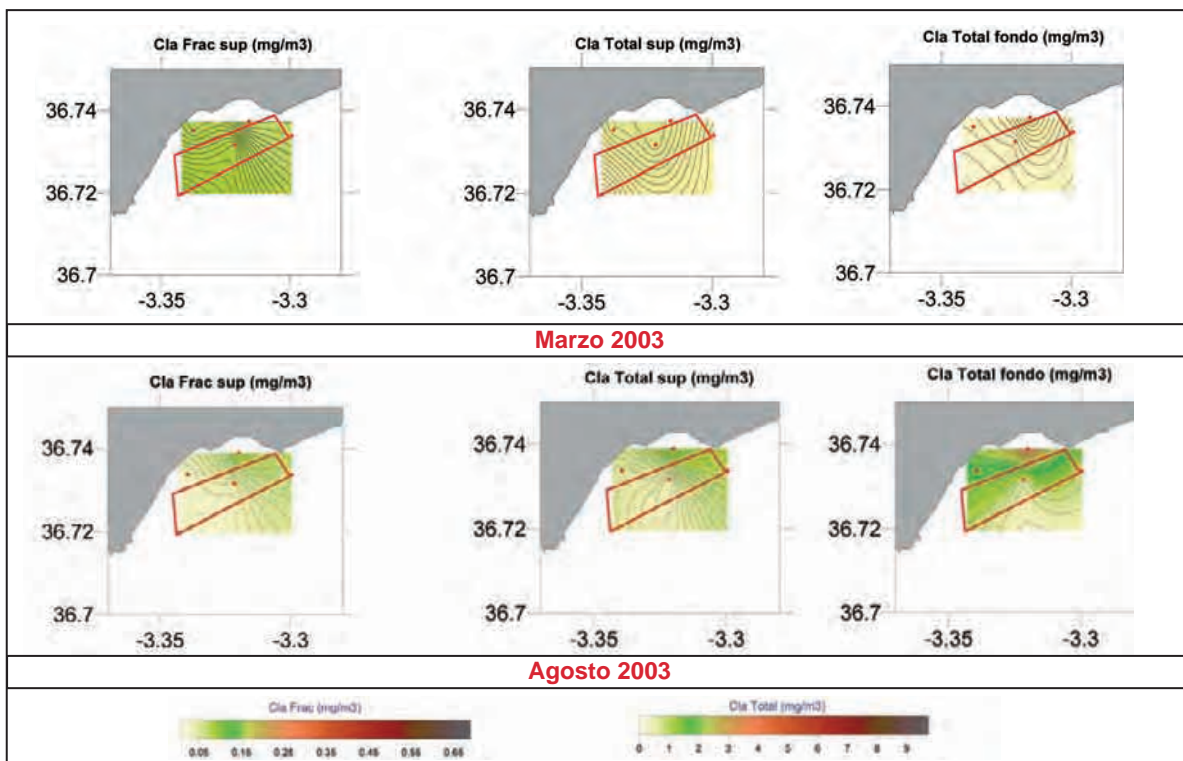 Cla Frac sup (mg/m3) Cla Total sup (mg/m3) Cla Total fondo (mg/m3)
36.74 36.74 36.74
36.72 36.72 36.72
36.7 36.7 36.7
-3.35 -3.3 -3.35 -3.3 -3.35 -3.3
Marzo 2003
Cla Frac sup (mg/m3) Cla Total sup (mg/m3) Cla Total fondo (mg/m3)
36.74 36.74 36.74
36.72 36.72 36.72
36.7 36.7 36.7
-3.35 -3.3 -3.35 -3.3 -3.35 -3.3
Agosto 2003
Cla Frac (mg/m3) Cla Total (mg/m3)
0.05 0.15 0.25 0.35 0.45 0.55 0.65 0 1 2 3 4 5 6 7 8 9